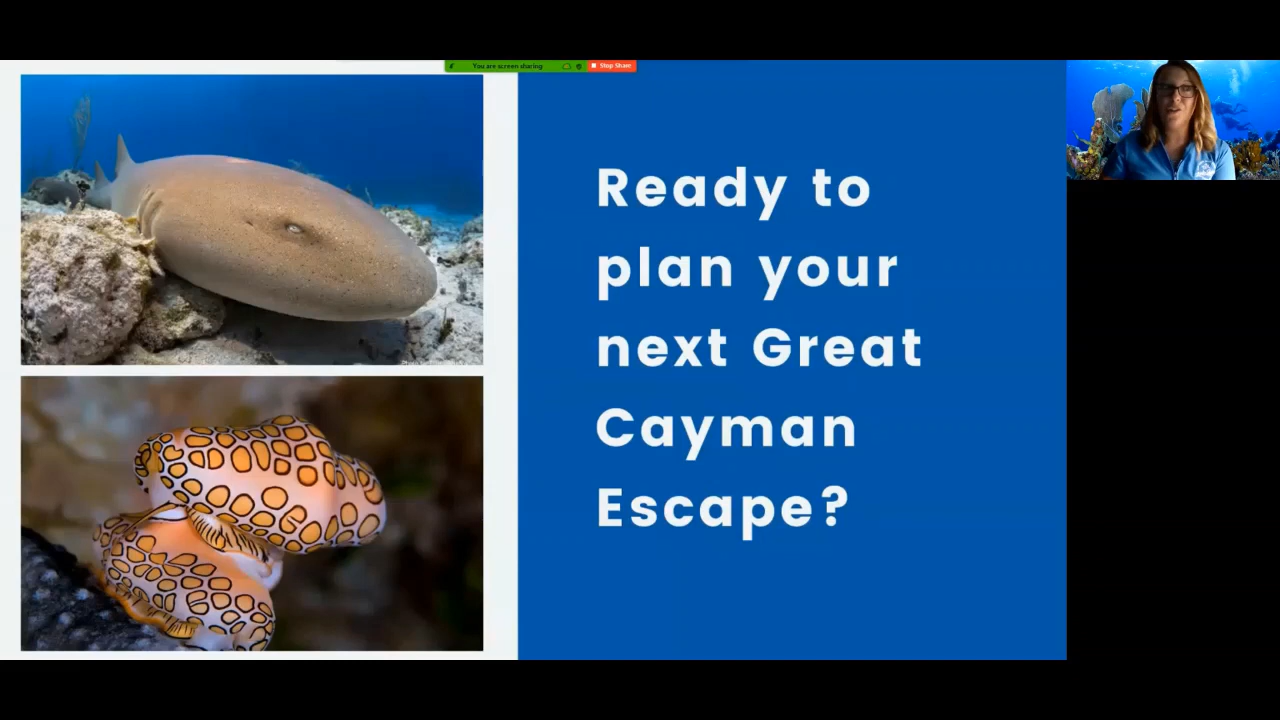 You are screen sharing
Stop Share
Ready to
plan your
next Great
Cayman
Escape?